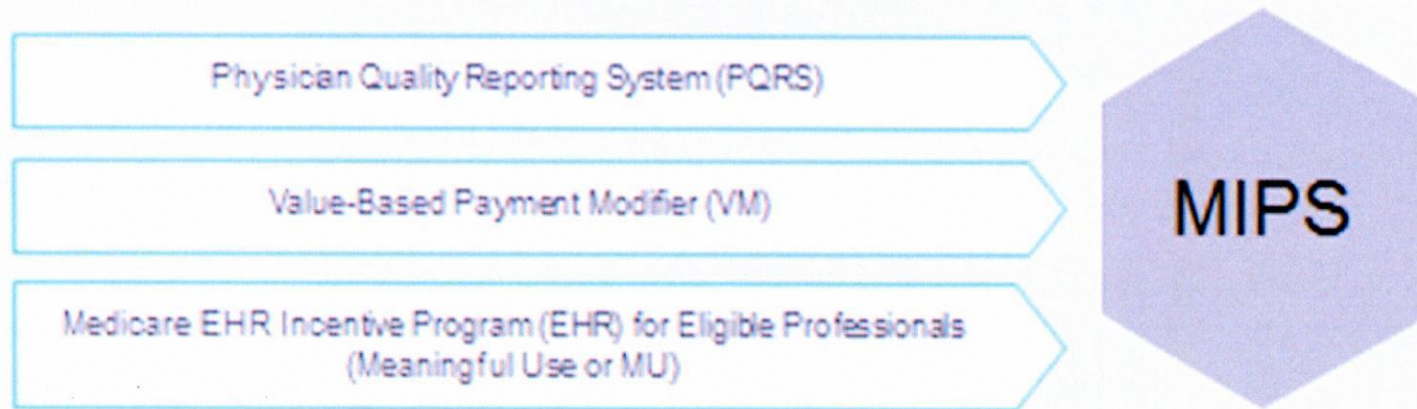 Physician Quality Reporting System (PQRS)
Value-Based Payment Modifier (VM)
Medicare EHR Incentive Program (EHR) for Eligible Professionals
(Meaningful Use or MU)
MIPS